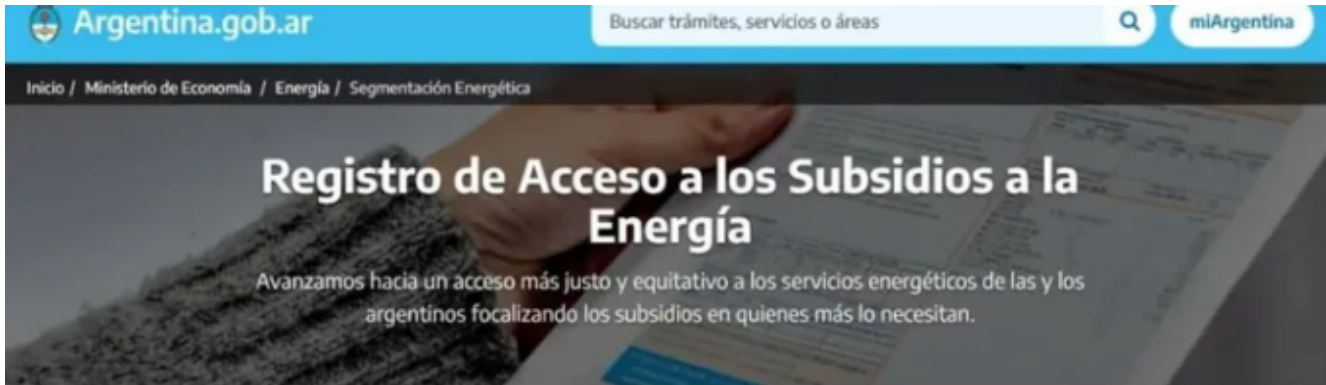 Argentina.gob.ar
Buscar trámites, servicios o áreas
miArgentina
Inicio / Ministerio de Economía / Energía / Segmentación Energética
Registro de Acceso a los Subsidios a la
Energía
Avanzamos hacia un acceso más justo y equitativo a los servicios energéticos de las y los
argentinos focalizando los subsidios en quienes más lo necesitan.